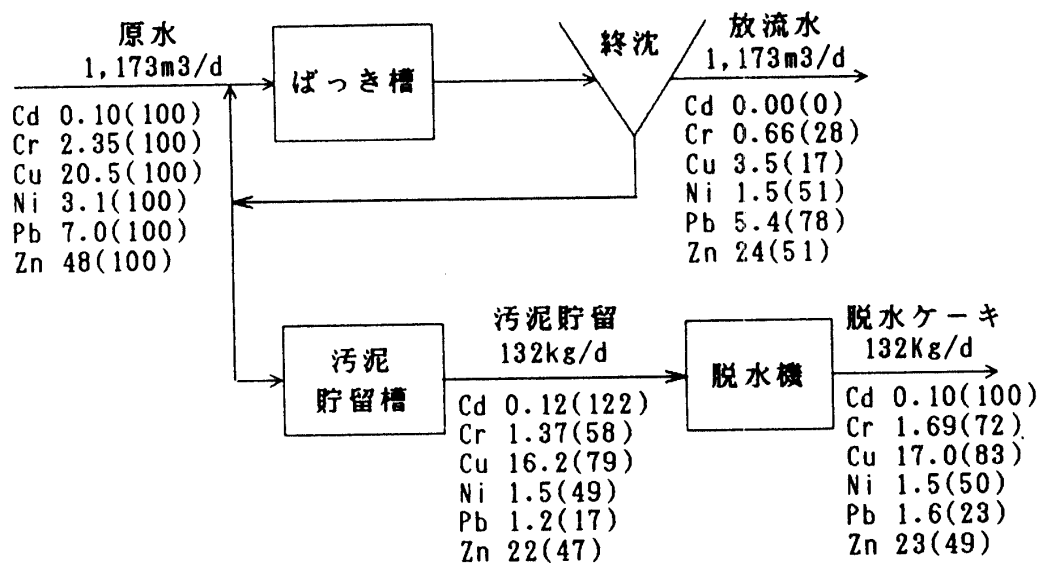 原水
1,173m3/d
Cd 0.10(100)
Cr 2.35(100)
Cu 20.5(100)
Ni 3.1(100)
Pb 7.0(100)
Zn 48(100)
ばっき槽
終沈
放流水
1,173m3/d
Cd 0.00(0)
Cr 0.66(28)
Cu 3.5(17)
Ni 1.5(51)
Pb 5.4(78)
Zn 24(51)
汚泥
貯留槽
汚泥貯留
132kg/d
Cd 0.12(122)
Cr 1.37(58)
Cu 16.2(79)
Ni 1.5(49)
Pb 1.2(17)
Zn 22(47)
脱水機
脱水ケーキ
132Kg/d
Cd 0.10(100)
Cr 1.69(72)
Cu 17.0(83)
Ni 1.5(50)
Pb 1.6(23)
Zn 23(49)